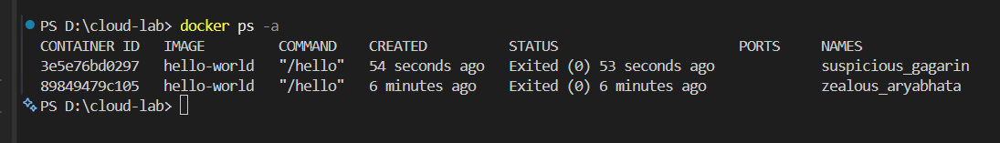 PS D:\cloud-lab> docker ps -a
CONTAINER ID   IMAGE         COMMAND    CREATED          STATUS                      PORTS     NAMES
3e5e76bd0297   hello-world   "/hello"   54 seconds ago   Exited (0) 53 seconds ago             suspicious_gagarin
89849479c105   hello-world   "/hello"   6 minutes ago    Exited (0) 6 minutes ago              zealous_aryabhata
PS D:\cloud-lab>